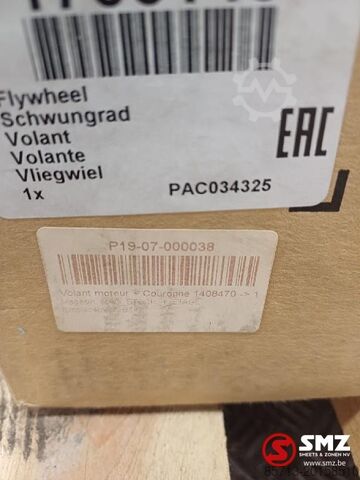 Flywheel
Schwungrad
Volant
Volante
Vliegwiel
1x
PAC034325
EAC
P19-07-000038
Volant moteur + Couronne 1408470 -> 1
SMZ
SMEETS & ZONEN NV
www.smz.be